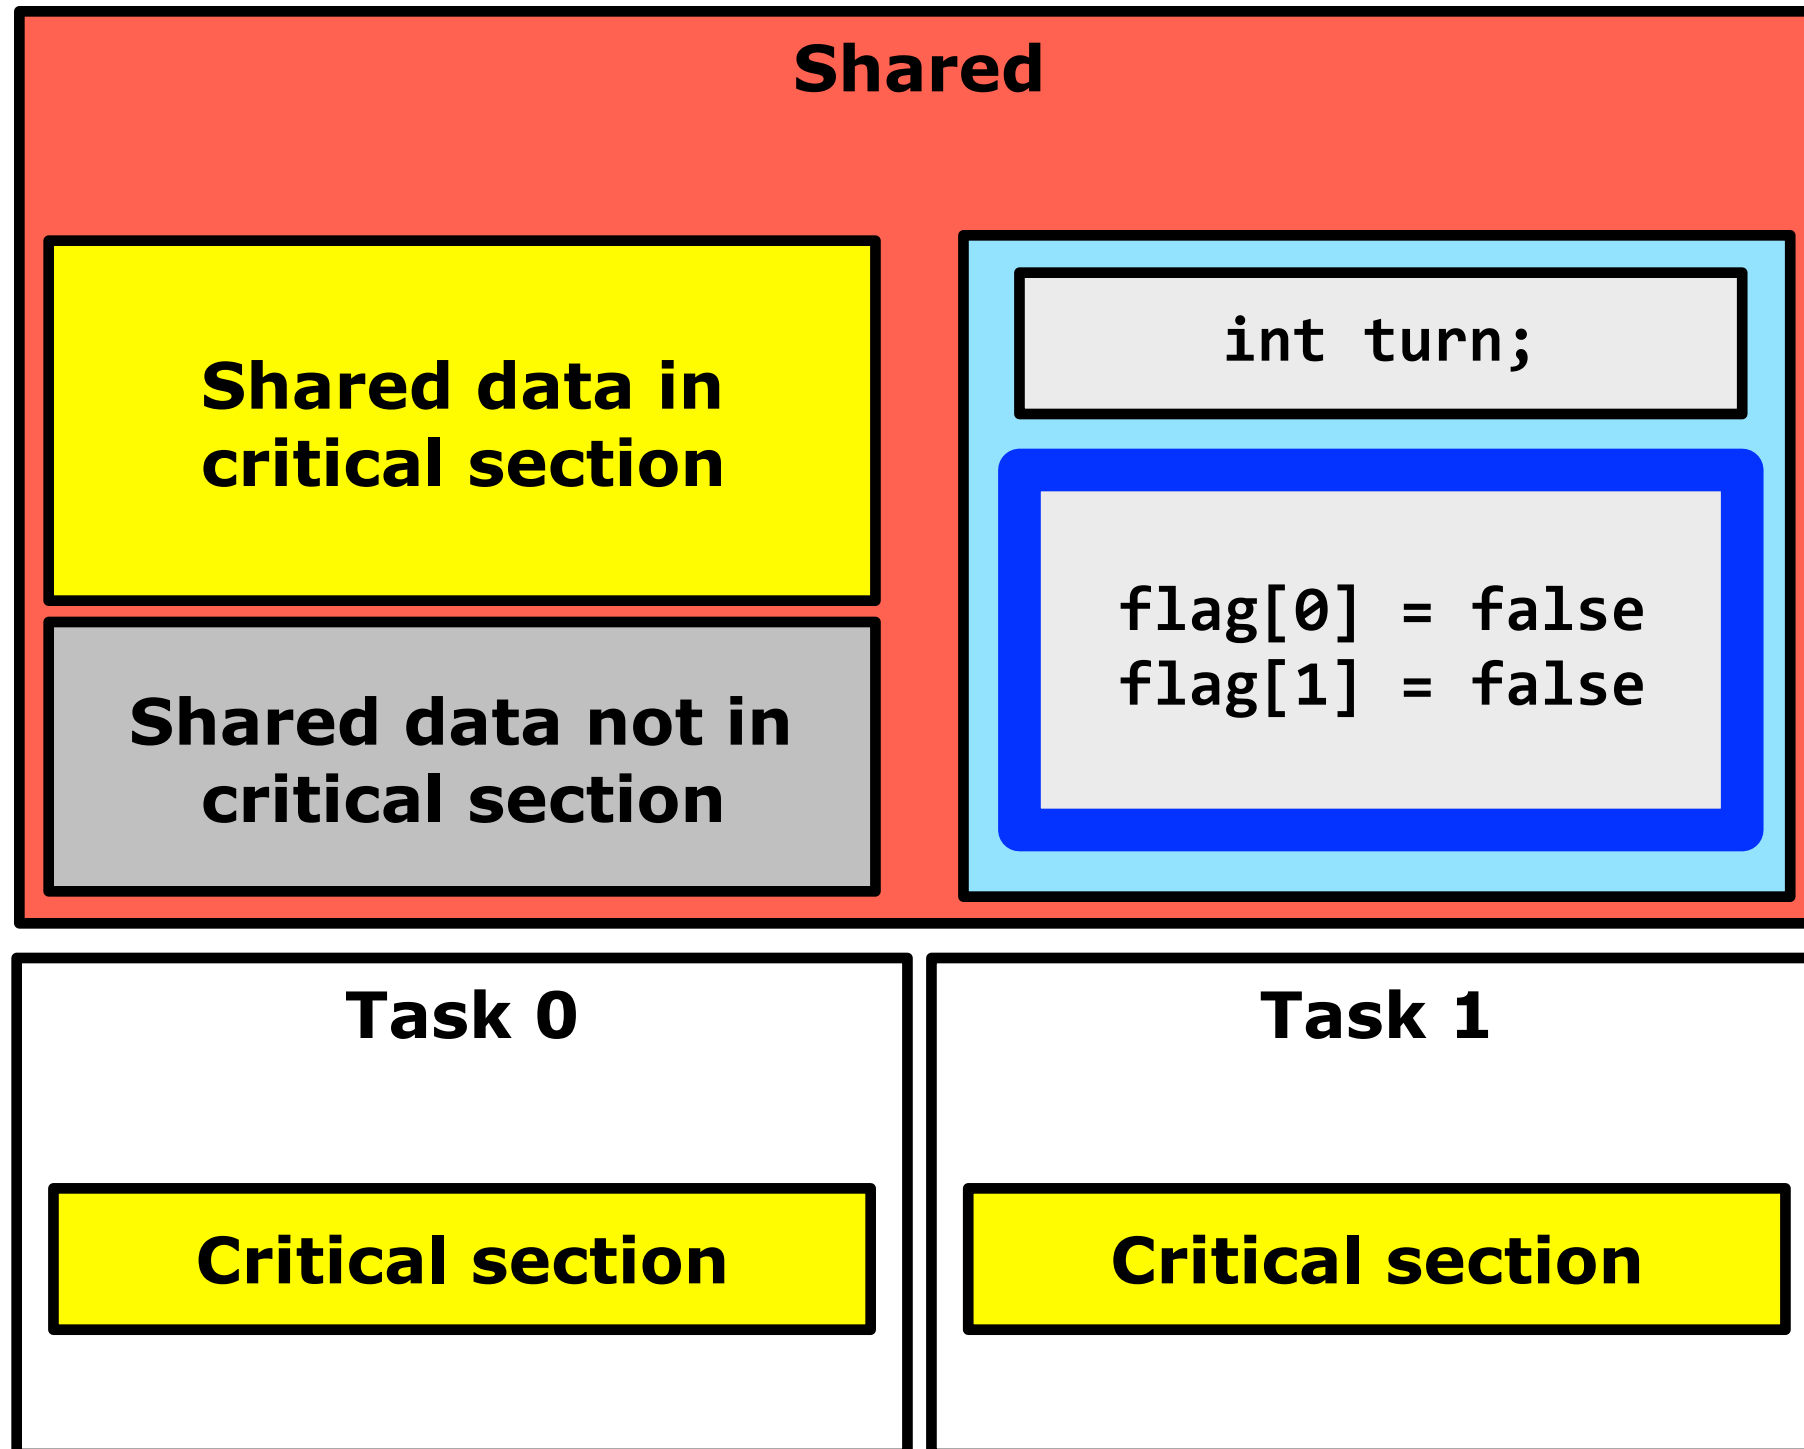 Shared
Shared data in
critical section
Shared data not in
critical section
int turn;
flag[0] = false
flag[1] = false
Task 0
Critical section
Task 1
Critical section